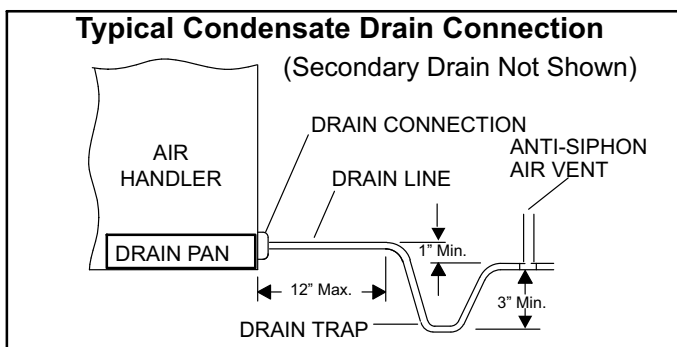 Typical Condensate Drain Connection
(Secondary Drain Not Shown)
DRAIN CONNECTION
ANTI-SIPHON
AIR VENT
AIR
HANDLER
DRAIN LINE
DRAIN PAN
1” Min.
12” Max.
3” Min.
DRAIN TRAP